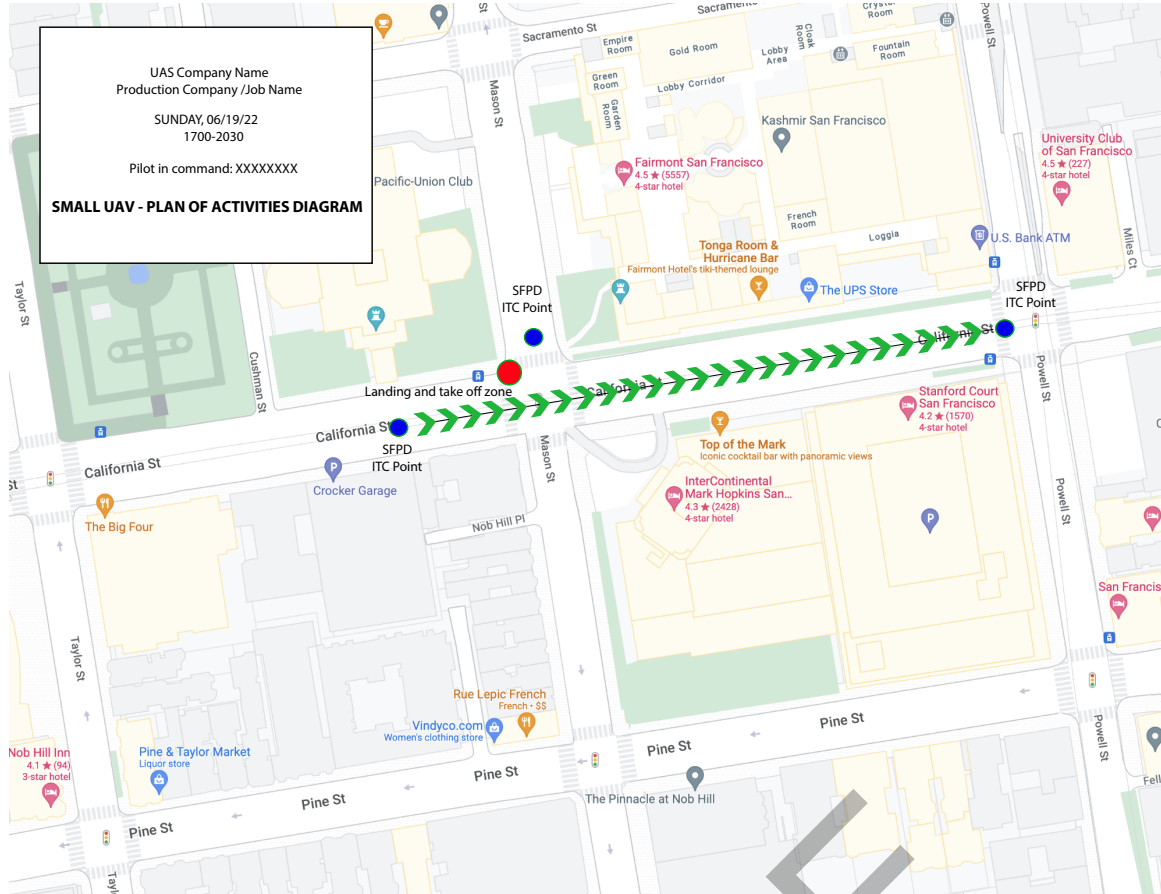 UAS Company Name
Production Company /Job Name
SUNDAY, 06/19/22
1700-2030
Pilot in command: XXXXXXXX
SMALL UAV - PLAN OF ACTIVITIES DIAGRAM
Sacramento St
Sacramento
St
Mason St
Empire
Room
Gold Room
Lobby
Area
Cloak
Room
Crystal
Room
Fountain
Room
Powell St
Green
Room
Garden
Room
Lobby Corridor
Kashmir San Francisco
University Club
of San Francisco
4.5 ★ (227)
4-star hotel
Fairmont San Francisco
4.5 ★ (5557)
4-star hotel
Pacific-Union Club
French
Room
Loggia
U.S. Bank ATM
Miles Ct
Tonga Room &
Hurricane Bar
Fairmont Hotel's tiki-themed lounge
The UPS Store
SFPD
ITC Point
SFPD
ITC Point
Taylor St
Cushman St
California St
California
Landing and take off zone
California St
SFPD
ITC Point
California St
St
Crocker Garage
The Big Four
Mason St
Powell St
Stanford Court
San Francisco
4.2 ★ (1170)
4-star hotel
Top of the Mark
Iconic cocktail bar with panoramic views
InterContinental
Mark Hopkins San...
4.3 ★ (2428)
4-star hotel
P
P
Nob Hill Pl
Powell St
San Francis
Taylor St
Rue Lepic French
French • $$
Vindyco.com
Women's clothing store
Pine St
Pine St
Pine St
Pine St
Pine St
Powell St
Nob Hill Inn
4.1 ★ (94)
3-star hotel
Pine & Taylor Market
Liquor store
The Pinnacle at Nob Hill
Fell
Tayl